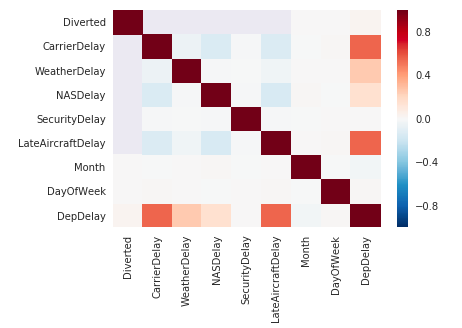 Diverted
CarrierDelay
WeatherDelay
NASDelay
SecurityDelay
LateAircraftDelay
Month
DayOfWeek
DepDelay
Diverted
CarrierDelay
WeatherDelay
NASDelay
SecurityDelay
LateAircraftDelay
Month
DayOfWeek
DepDelay
0.8
0.4
0.0
−0.4
−0.8